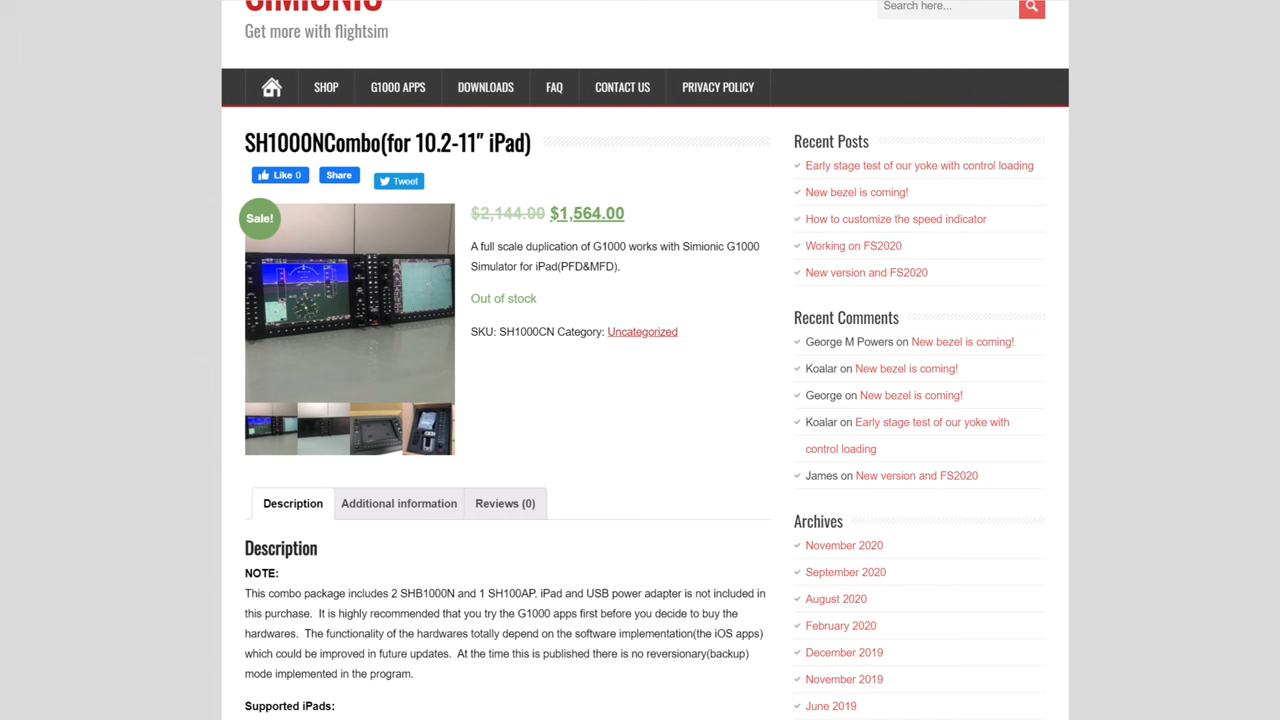 SIMIONIC
Get more with flightsim
Search here...
SHOP
G1000 APPS
DOWNLOADS
FAQ
CONTACT US
PRIVACY POLICY
SH1000NCombo(for 10.2-11″ iPad)
Like 0
Share
Tweet
Sale!
$2,144.00 $1,564.00
A full scale duplication of G1000 works with Simionic G1000
Simulator for iPad(PFD&MFD).
Out of stock
SKU: SH1000CN Category: Uncategorized
Description
Additional information
Reviews (0)
Description
NOTE:
This combo package includes 2 SHB1000N and 1 SH100AP. iPad and USB power adapter is not included in
this purchase.  It is highly recommended that you try the G1000 apps first before you decide to buy the
hardwares.  The functionality of the hardwares totally depend on the software implementation(the iOS apps)
which could be improved in future updates.  At the time this is published there is no reversionary(backup)
mode implemented in the program.
Supported iPads:
Recent Posts
Early stage test of our yoke with control loading
New bezel is coming!
How to customize the speed indicator
Working on FS2020
New version and FS2020
Recent Comments
George M Powers on New bezel is coming!
Koalar on New bezel is coming!
George on New bezel is coming!
Koalar on Early stage test of our yoke with
control loading
James on New version and FS2020
Archives
November 2020
September 2020
August 2020
February 2020
December 2019
November 2019
June 2019